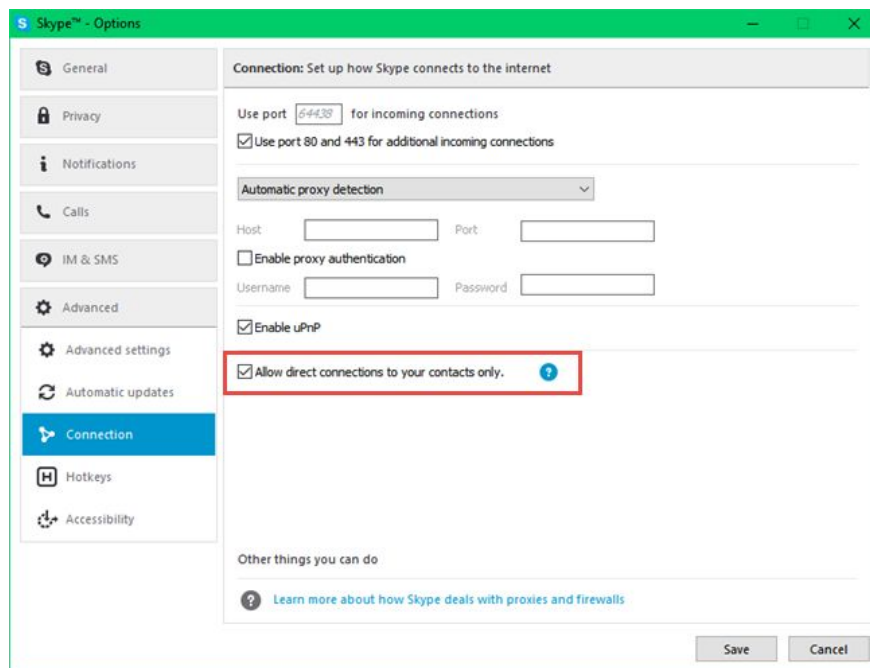 Skype™ - Options
General
Privacy
Notifications
Calls
IM & SMS
Advanced
Advanced settings
Automatic updates
Connection
Hotkeys
Accessibility
Connection: Set up how Skype connects to the internet
Use port 64438 for incoming connections
Use port 80 and 443 for additional incoming connections
Automatic proxy detection
Host Port
Enable proxy authentication
Username Password
Enable uPnP
Allow direct connections to your contacts only. ?
Other things you can do
? Learn more about how Skype deals with proxies and firewalls
Save Cancel